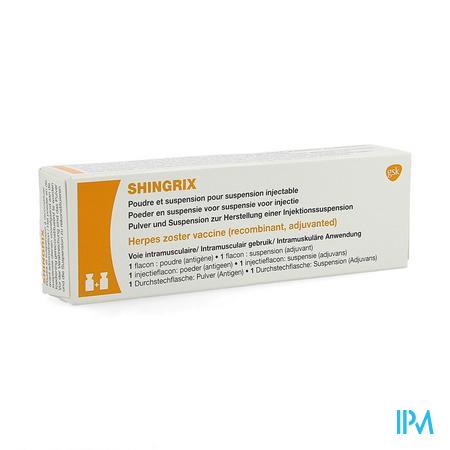 SHINGRIX
gsk
Poudre et suspension pour suspension injectable
Poeder en suspensie voor suspensie voor injectie
Pulver und Suspension zur Herstellung einer Injektionssuspension
Herpes zoster vaccine (recombinant, adjuvanted)
Voie intramusculaire/ Intramusculair gebruik/ Intramuskuläre Anwendung
1 flacon : poudre (antigène) • 1 flacon : suspension (adjuvant)
1 injectieflacon: poeder (antigeen) • 1 injectieflacon: suspensie (adjuvans)
1 Durchstechflasche: Pulver (Antigen) • 1 Durchstechflasche: Suspension (Adjuvans)
SHINGRIX
IPM